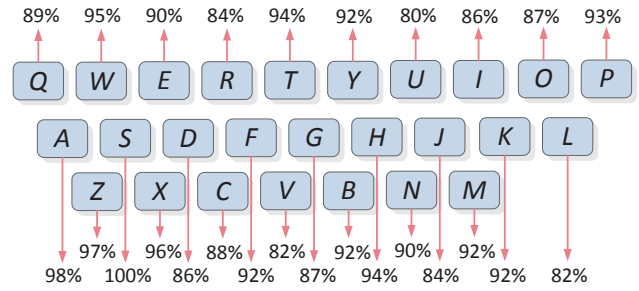 89% 95% 90% 84% 94% 92% 80% 86% 87% 93%
Q W E R T Y U I O P
A S D F G H J K L
Z X C V B N M
97% 96% 88% 82% 92% 90% 92%
98% 100% 86% 92% 87% 94% 84% 92% 82%